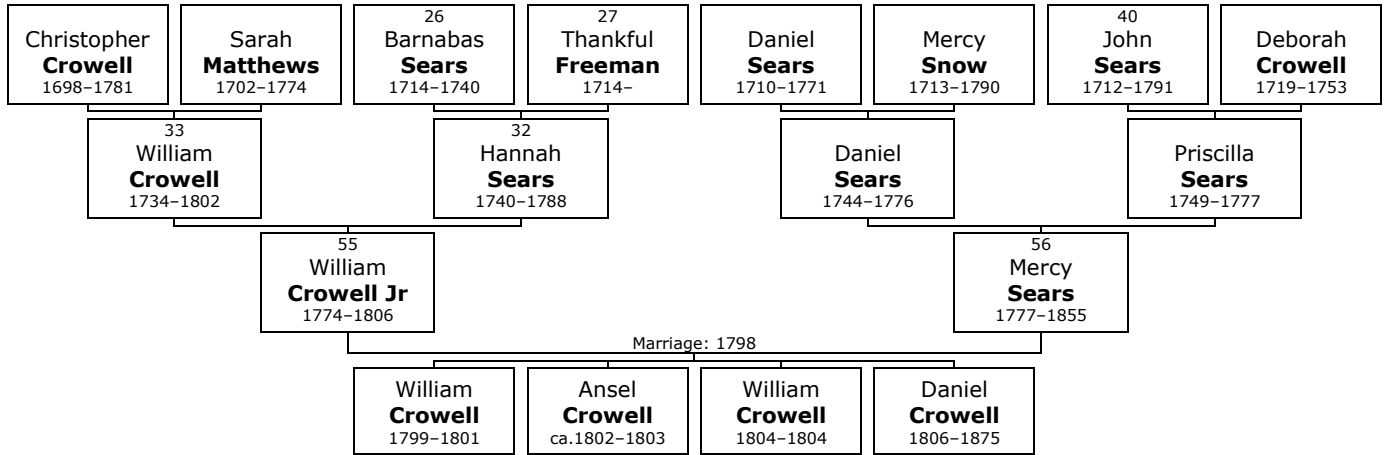 Christopher
Crowell
1698–1781
Sarah
Matthews
1702–1774
26
Barnabas
Sears
1714–1740
27
Thankful
Freeman
1714–
Daniel
Sears
1710–1771
Mercy
Snow
1713–1790
40
John
Sears
1712–1791
Deborah
Crowell
1719–1753
33
William
Crowell
1734–1802
32
Hannah
Sears
1740–1788
Daniel
Sears
1744–1776
Priscilla
Sears
1749–1777
55
William
Crowell Jr
1774–1806
56
Mercy
Sears
1777–1855
Marriage: 1798
William
Crowell
1799–1801
Ansel
Crowell
ca.1802–1803
William
Crowell
1804–1804
Daniel
Crowell
1806–1875